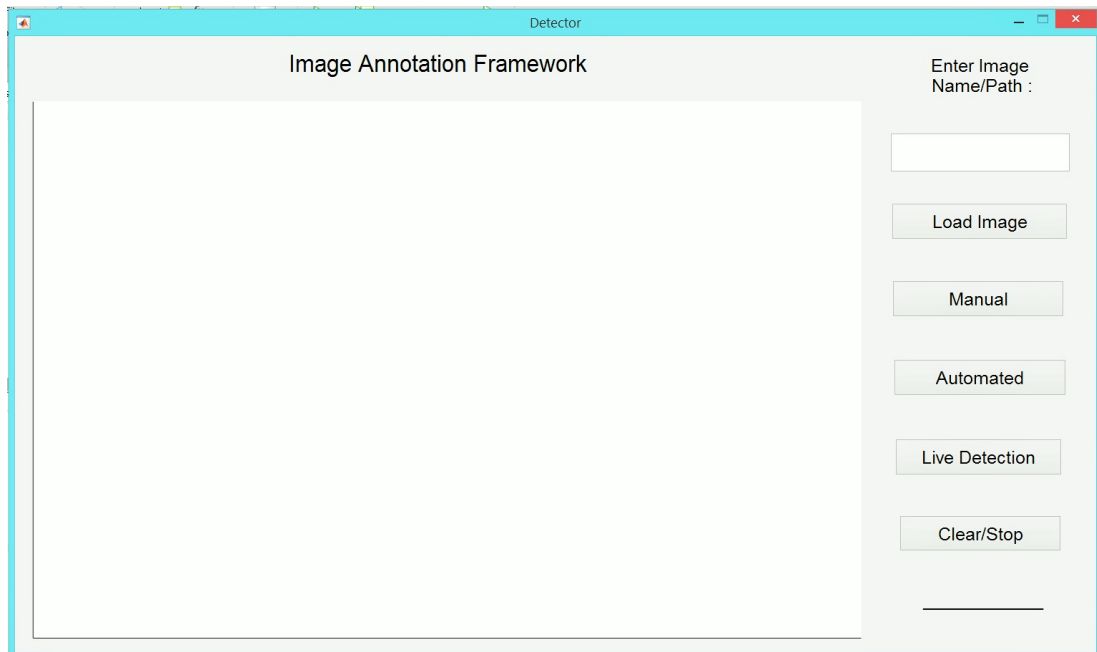 Detector
Image Annotation Framework
Enter Image
Name/Path :
Load Image
Manual
Automated
Live Detection
Clear/Stop